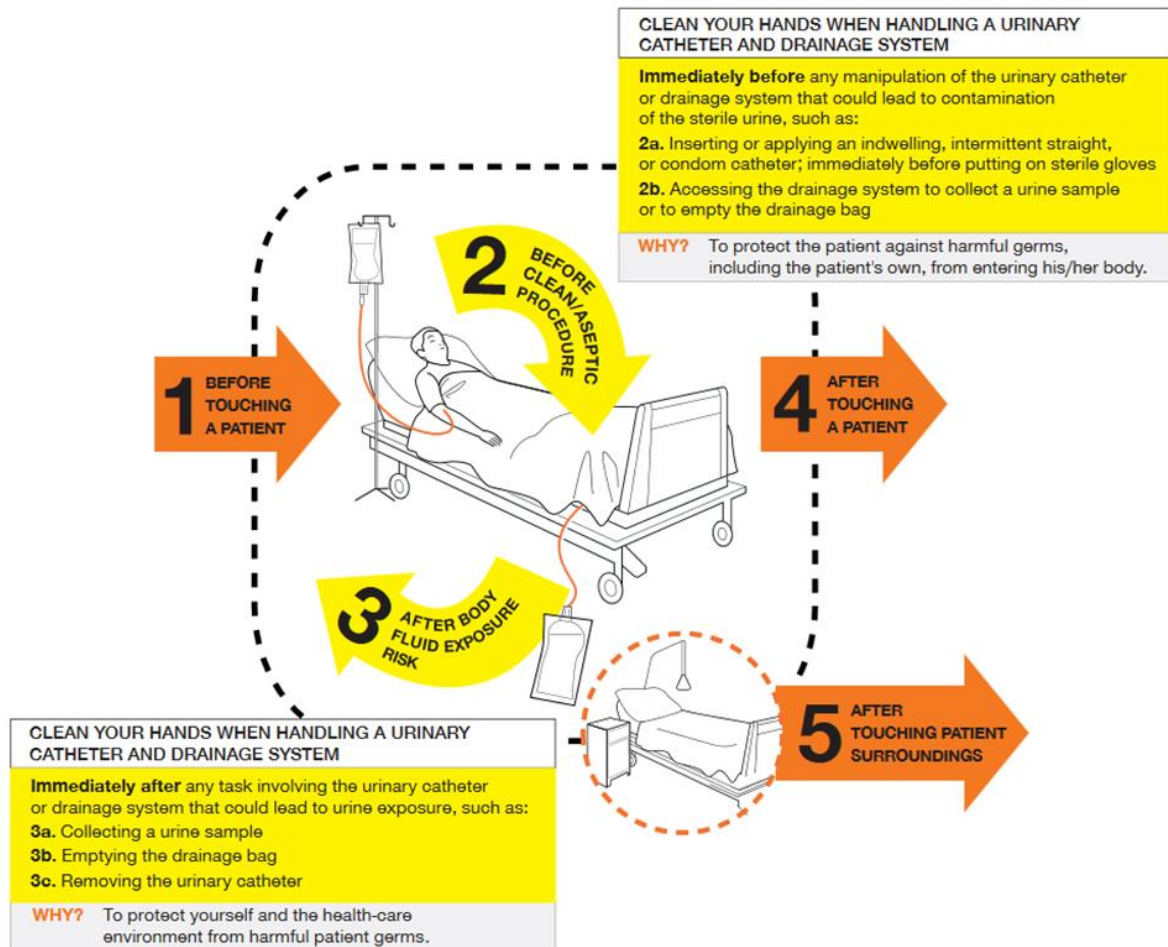 CLEAN YOUR HANDS WHEN HANDLING A URINARY
CATHETER AND DRAINAGE SYSTEM
Immediately before any manipulation of the urinary catheter
or drainage system that could lead to contamination
of the sterile urine, such as:
2a. Inserting or applying an indwelling, intermittent straight,
or condom catheter; immediately before putting on sterile gloves
2b. Accessing the drainage system to collect a urine sample
or to empty the drainage bag
WHY? To protect the patient against harmful germs,
including the patient's own, from entering his/her body.
1 BEFORE
TOUCHING
A PATIENT
2 BEFORE
CLEAN/ASEPTIC
PROCEDURE
3 AFTER BODY
FLUID EXPOSURE
RISK
4 AFTER
TOUCHING
A PATIENT
5 AFTER
TOUCHING PATIENT
SURROUNDINGS
CLEAN YOUR HANDS WHEN HANDLING A URINARY
CATHETER AND DRAINAGE SYSTEM
Immediately after any task involving the urinary catheter
or drainage system that could lead to urine exposure, such as:
3a. Collecting a urine sample
3b. Emptying the drainage bag
3c. Removing the urinary catheter
WHY? To protect yourself and the health-care
environment from harmful patient germs.